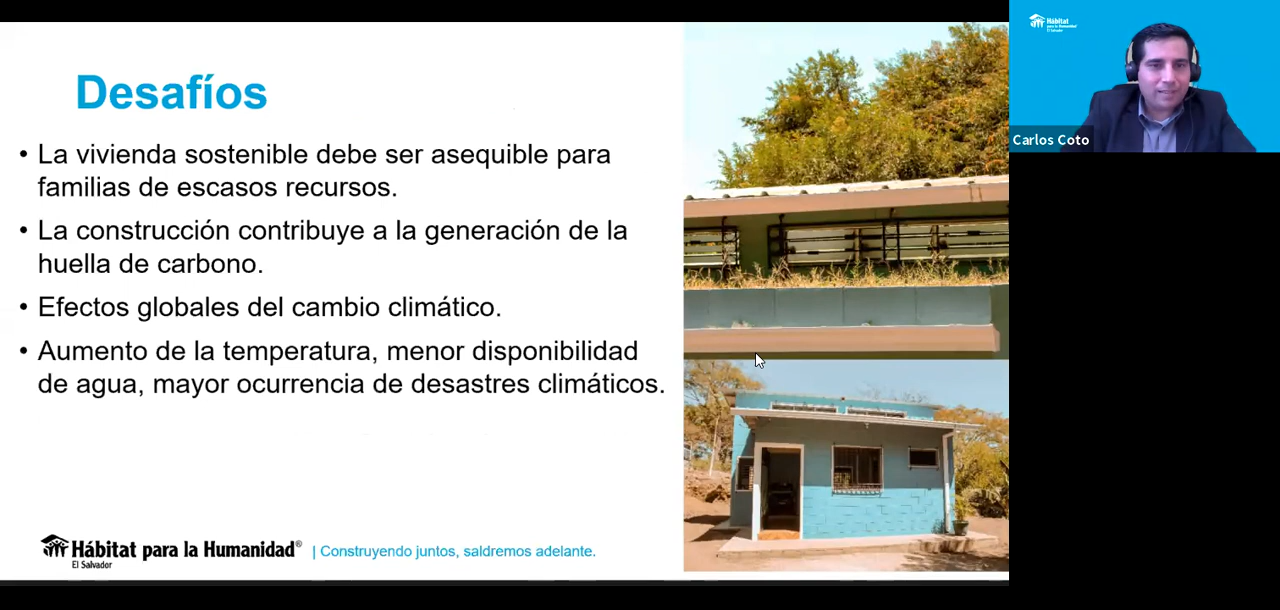 Desafíos
• La vivienda sostenible debe ser asequible para
familias de escasos recursos.
• La construcción contribuye a la generación de la
huella de carbono.
• Efectos globales del cambio climático.
• Aumento de la temperatura, menor disponibilidad
de agua, mayor ocurrencia de desastres climáticos.
Hábitat para la Humanidad®
El Salvador
| Construyendo juntos, saldremos adelante.
Hábitat
para la Humanidad
El Salvador
Carlos Coto